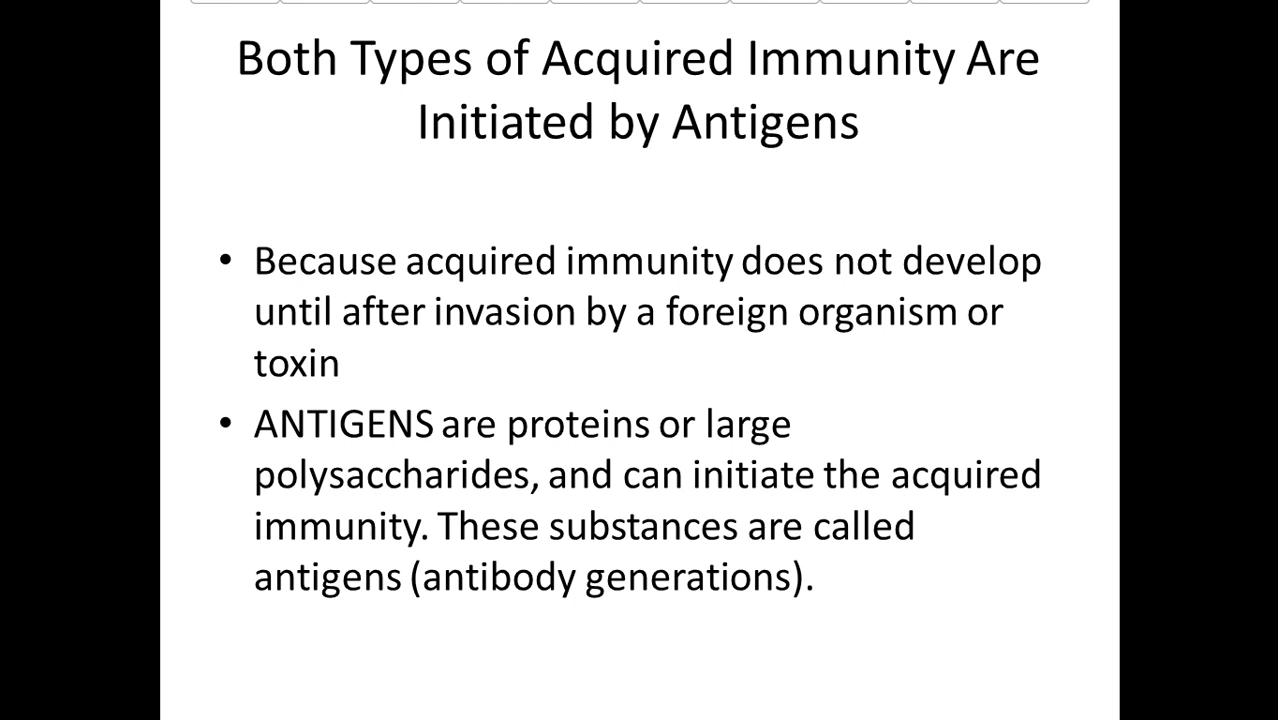 Both Types of Acquired Immunity Are
Initiated by Antigens
• Because acquired immunity does not develop
until after invasion by a foreign organism or
toxin
• ANTIGENS are proteins or large
polysaccharides, and can initiate the acquired
immunity. These substances are called
antigens (antibody generations).